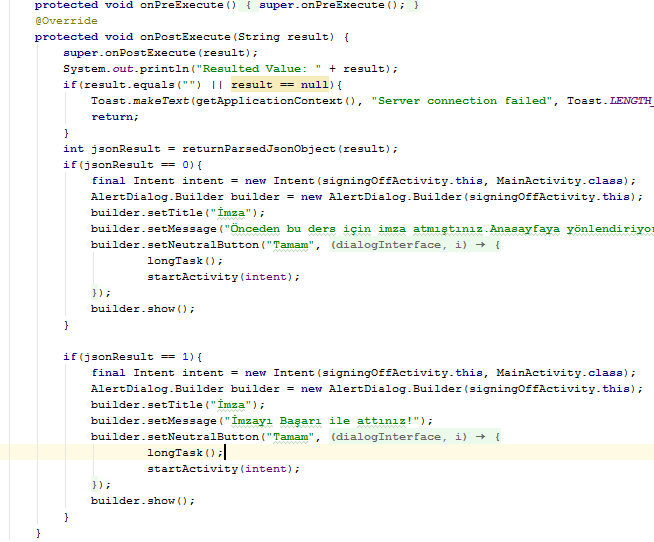 protected void onPreExecute() { super.onPreExecute(); }
@Override
protected void onPostExecute(String result) {
super.onPostExecute(result);
System.out.println("Resulted Value: " + result);
if(result.equals("") || result == null){
Toast.makeText(getApplicationContext(), "Server connection failed", Toast.LENGTH_
return;
}
int jsonResult = returnParsedJsonObject(result);
if(jsonResult == 0){
final Intent intent = new Intent(signingOffActivity.this, MainActivity.class);
AlertDialog.Builder builder = new AlertDialog.Builder(signingOffActivity.this);
builder.setTitle("İmza");
builder.setMessage("Önceden bu ders için imza atmıştınız.Anasayfaya yönlendiriyor
builder.setNeutralButton("Tamam", (dialogInterface, i) → {
longTask();
startActivity(intent);
});
builder.show();
}
if(jsonResult == 1){
final Intent intent = new Intent(signingOffActivity.this, MainActivity.class);
AlertDialog.Builder builder = new AlertDialog.Builder(signingOffActivity.this);
builder.setTitle("İmza");
builder.setMessage("İmzayı Başarı ile attınız!");
builder.setNeutralButton("Tamam", (dialogInterface, i) → {
longTask();
startActivity(intent);
});
builder.show();
}
}